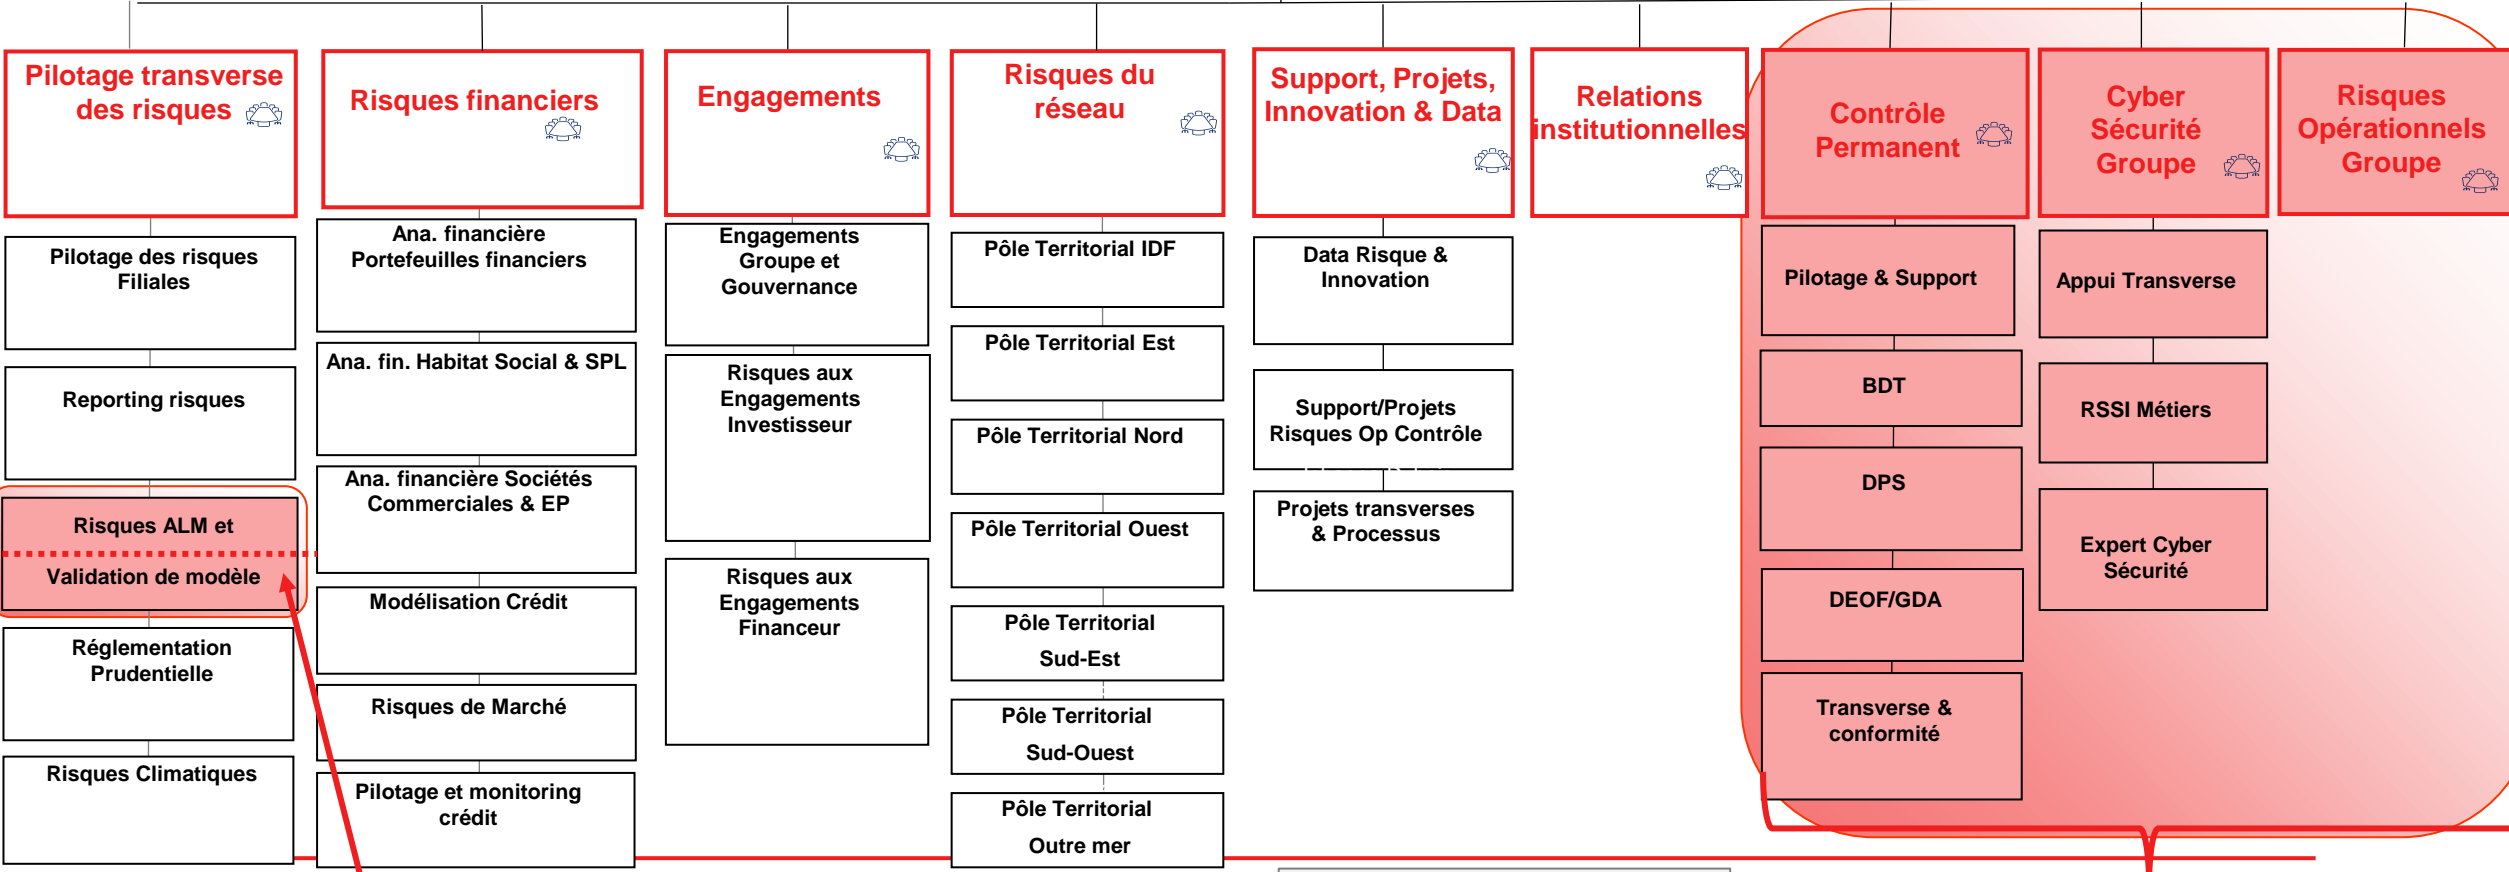 Pilotage transverse
des risques
Pilotage des risques
Filiales
Reporting risques
Risques ALM et
Validation de modèle
Réglementation
Prudentielle
Risques Climatiques
Risques financiers
Ana. financière
Portefeuilles financiers
Ana. fin. Habitat Social & SPL
Ana. financière Sociétés
Commerciales & EP
Modélisation Crédit
Risques de Marché
Pilotage et monitoring
crédit
Engagements
Engagements
Groupe et
Gouvernance
Risques aux
Engagements
Investisseur
Risques aux
Engagements
Financeur
Risques du
réseau
Pôle Territorial IDF
Pôle Territorial Est
Pôle Territorial Nord
Pôle Territorial Ouest
Pôle Territorial
Sud-Est
Pôle Territorial
Sud-Ouest
Pôle Territorial
Outre mer
Support, Projets,
Innovation & Data
Data Risque &
Innovation
Support/Projets
Risques Op Contrôle
Projets transverses
& Processus
Relations
institutionnelles
Contrôle
Permanent
Pilotage & Support
BDT
DPS
DEOF/GDA
Transverse &
conformité
Cyber
Sécurité
Groupe
Appui Transverse
RSSI Métiers
Expert Cyber
Sécurité
Risques
Opérationnels
Groupe